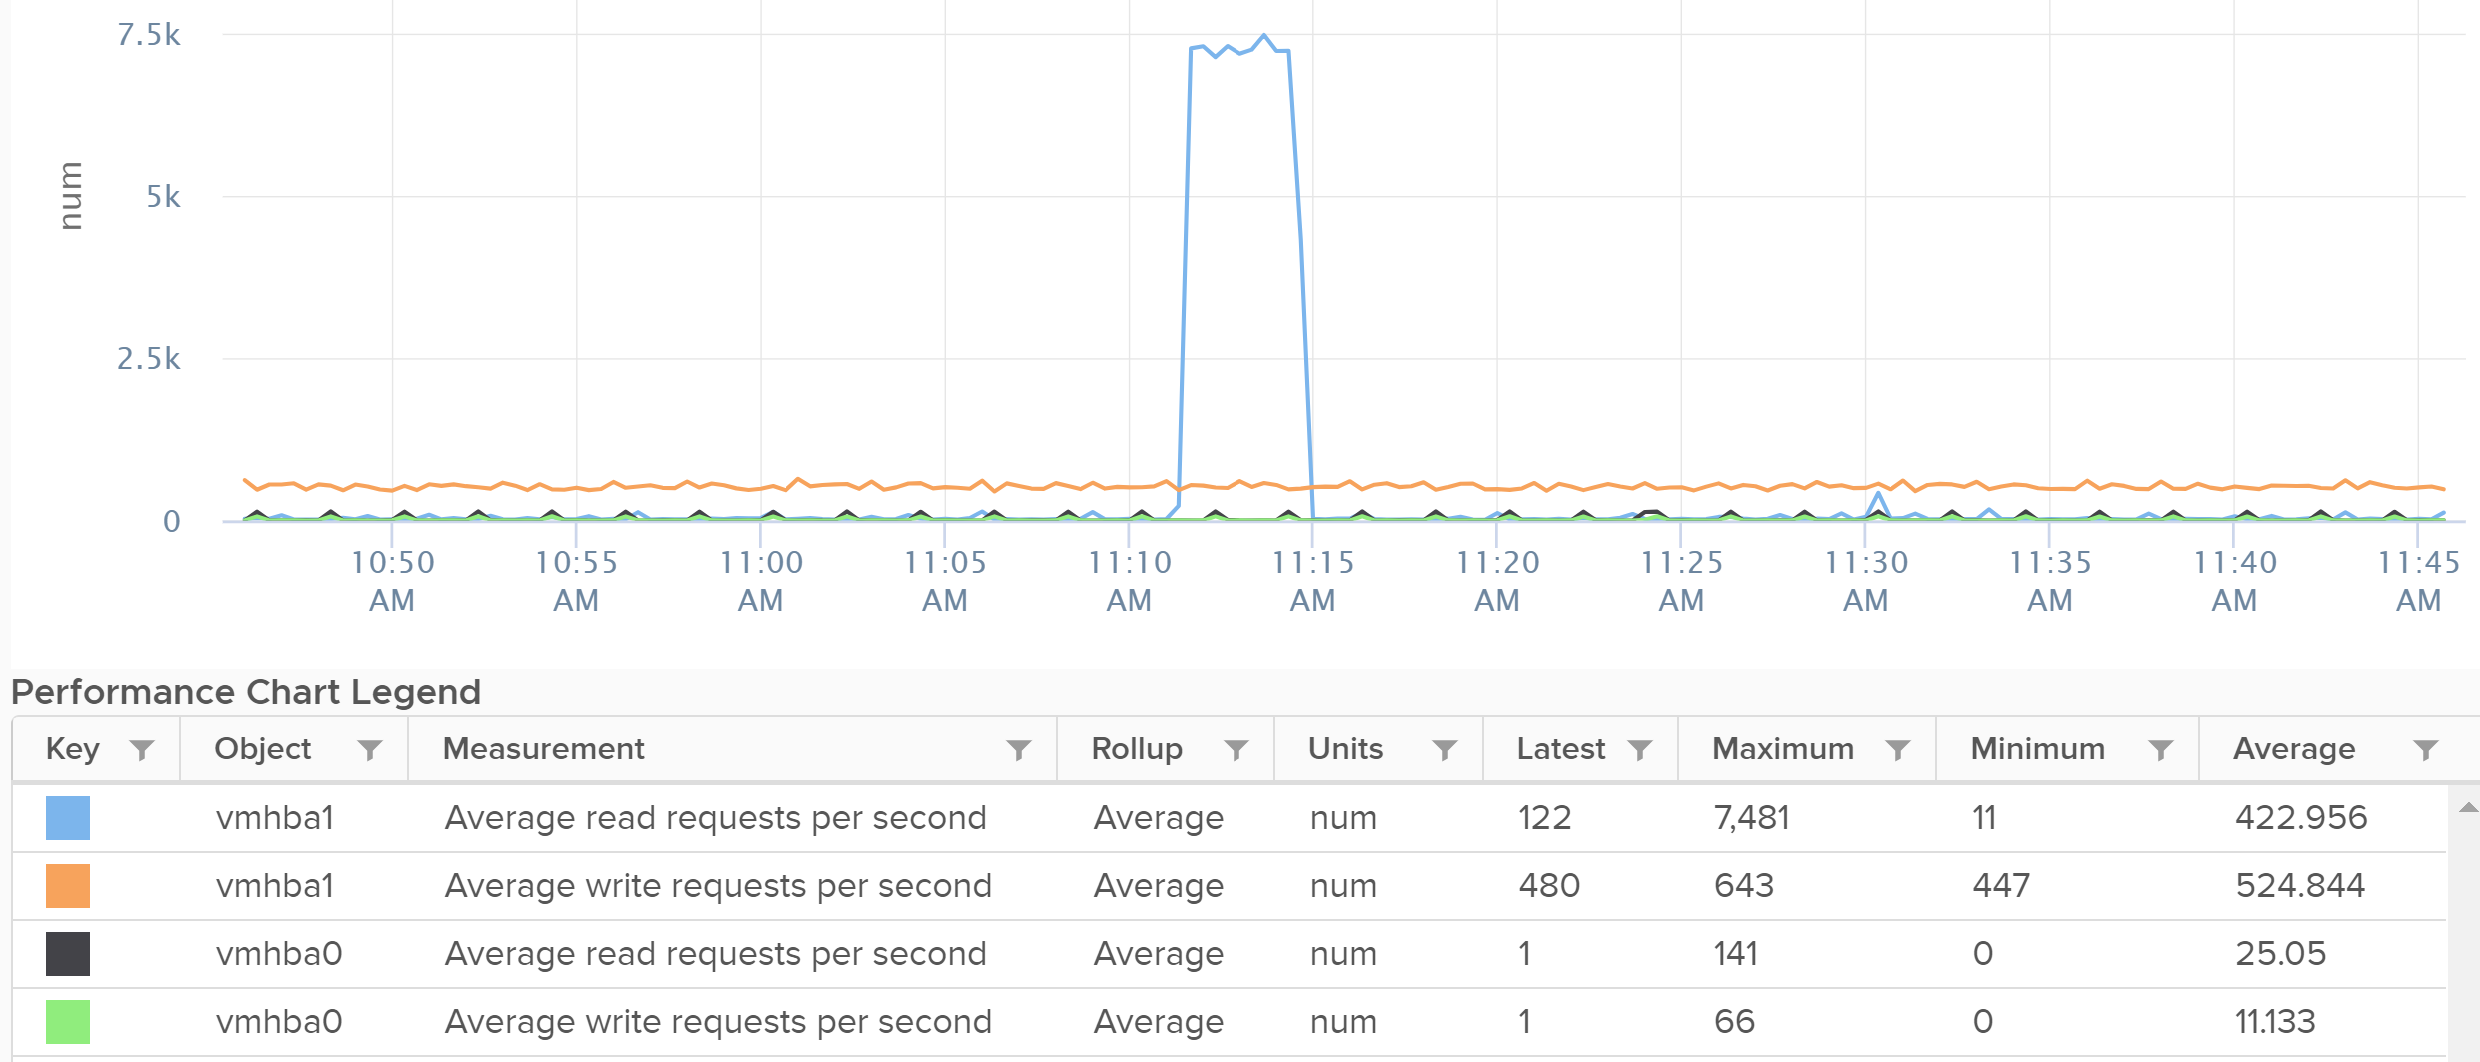 7.5k
5k
2.5k
0
num
10:50 AM
10:55 AM
11:00 AM
11:05 AM
11:10 AM
11:15 AM
11:20 AM
11:25 AM
11:30 AM
11:35 AM
11:40 AM
11:45 AM
Performance Chart Legend
Key Object Measurement Rollup Units Latest Maximum Minimum Average
vmhba1 Average read requests per second Average num 122 7,481 11 422.956
vmhba1 Average write requests per second Average num 480 643 447 524.844
vmhba0 Average read requests per second Average num 1 141 0 25.05
vmhba0 Average write requests per second Average num 1 66 0 11.133